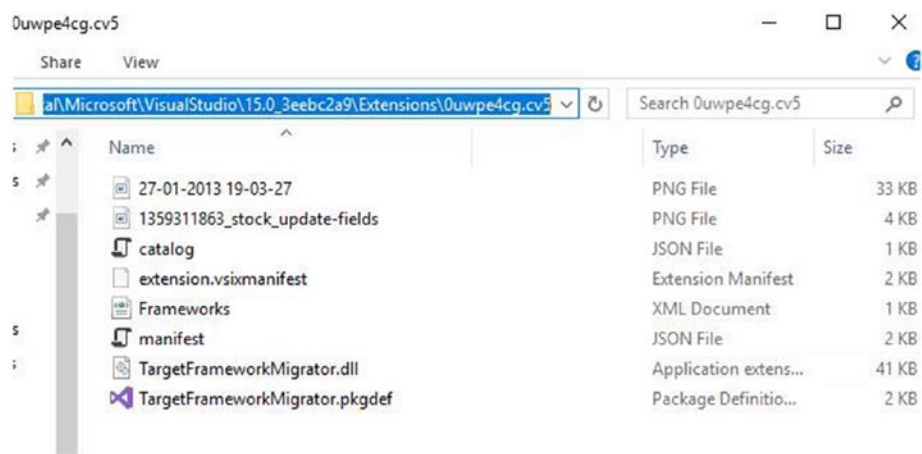 0uwpe4cg.cv5
Share View
al\Microsoft\VisualStudio\15.0_3eebc2a9\Extensions\0uwpe4cg.cv5 Search 0uwpe4cg.cv5
Name Type Size
27-01-2013 19-03-27 PNG File 33 KB
1359311863_stock_update-fields PNG File 4 KB
catalog JSON File 1 KB
extension.vsixmanifest Extension Manifest 2 KB
Frameworks XML Document 1 KB
manifest JSON File 2 KB
TargetFrameworkMigrator.dll Application extens... 41 KB
TargetFrameworkMigrator.pkgdef Package Definitio... 2 KB